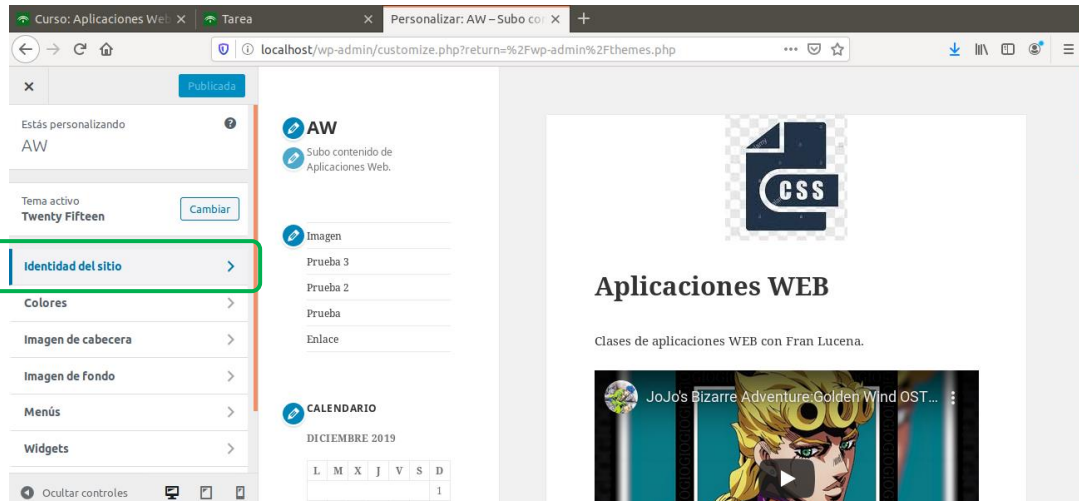 Curso: Aplicaciones Web
Tarea
Personalizar: AW – Subo con
localhost/wp-admin/customize.php?return=%2Fwp-admin%2Fthemes.php
Publicada
Estás personalizando
AW
Tema activo
Twenty Fifteen
Cambiar
Identidad del sitio
Colores
Imagen de cabecera
Imagen de fondo
Menús
Widgets
Ocultar controles
AW
Subo contenido de
Aplicaciones Web.
Imagen
Prueba 3
Prueba 2
Prueba
Enlace
CALENDARIO
DICIEMBRE 2019
L M X J V S D
1
CSS
Aplicaciones WEB
Clases de aplicaciones WEB con Fran Lucena.
JoJo's Bizarre Adventure:Golden Wind OST...